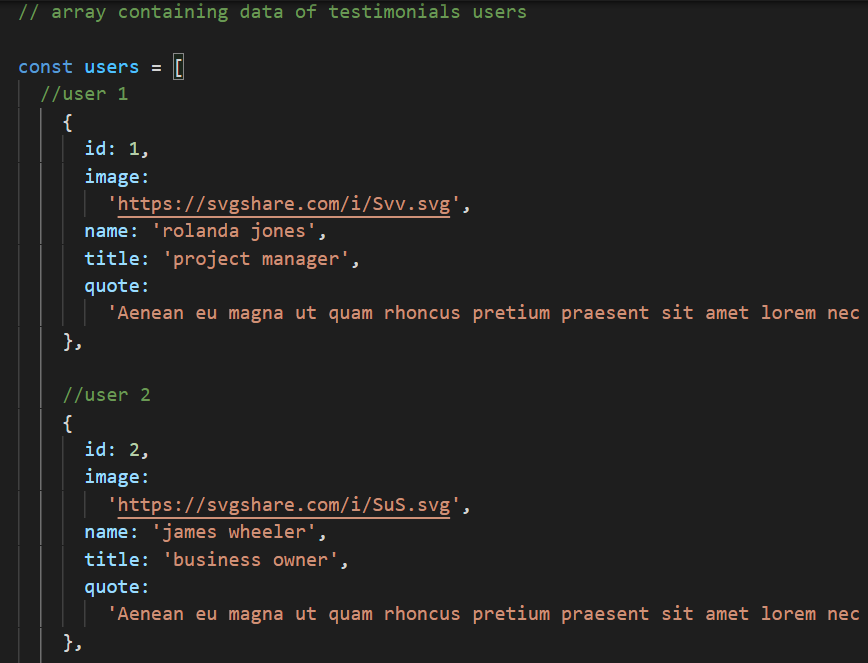 // array containing data of testimonials users
const users = [
//user 1
{
id: 1,
image:
'https://svgshare.com/i/Svv.svg',
name: 'rolanda jones',
title: 'project manager',
quote:
'Aenean eu magna ut quam rhoncus pretium praesent sit amet lorem nec
},
//user 2
{
id: 2,
image:
'https://svgshare.com/i/SuS.svg',
name: 'james wheeler',
title: 'business owner',
quote:
'Aenean eu magna ut quam rhoncus pretium praesent sit amet lorem nec
},